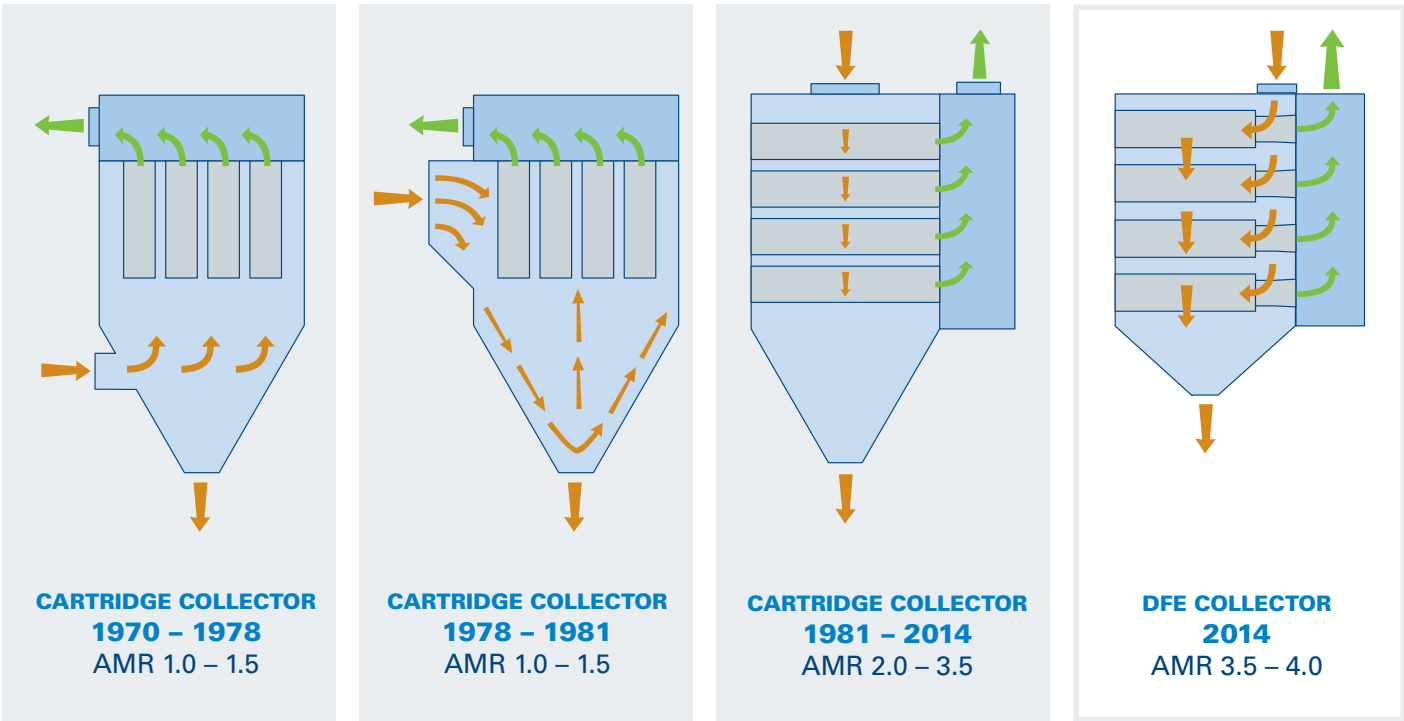 CARTRIDGE COLLECTOR
1970 – 1978
AMR 1.0 – 1.5
CARTRIDGE COLLECTOR
1978 – 1981
AMR 1.0 – 1.5
CARTRIDGE COLLECTOR
1981 – 2014
AMR 2.0 – 3.5
DFE COLLECTOR
2014
AMR 3.5 – 4.0